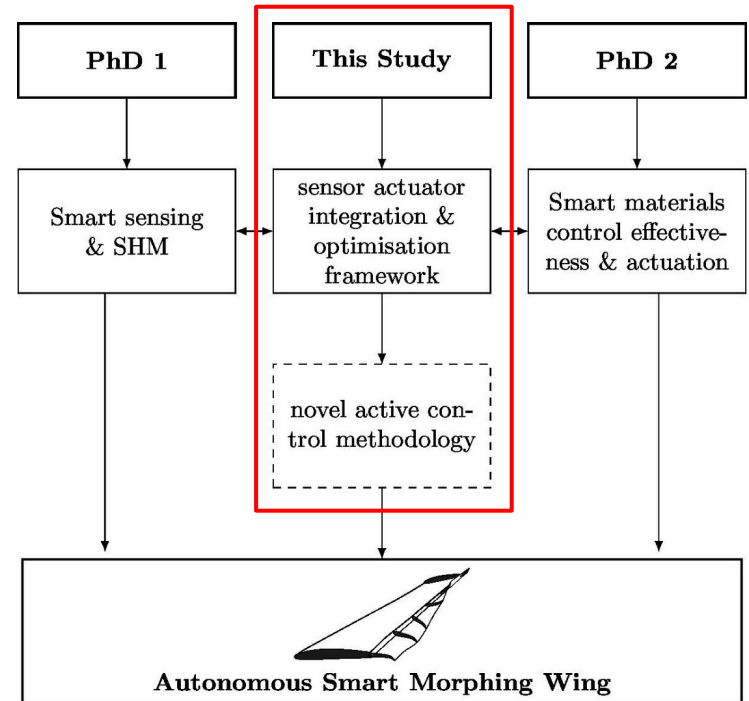 PhD 1
This Study
PhD 2
Smart sensing
& SHM
sensor actuator
integration &
optimisation
framework
Smart materials
control effective-
ness & actuation
novel active con-
trol methodology
Autonomous Smart Morphing Wing